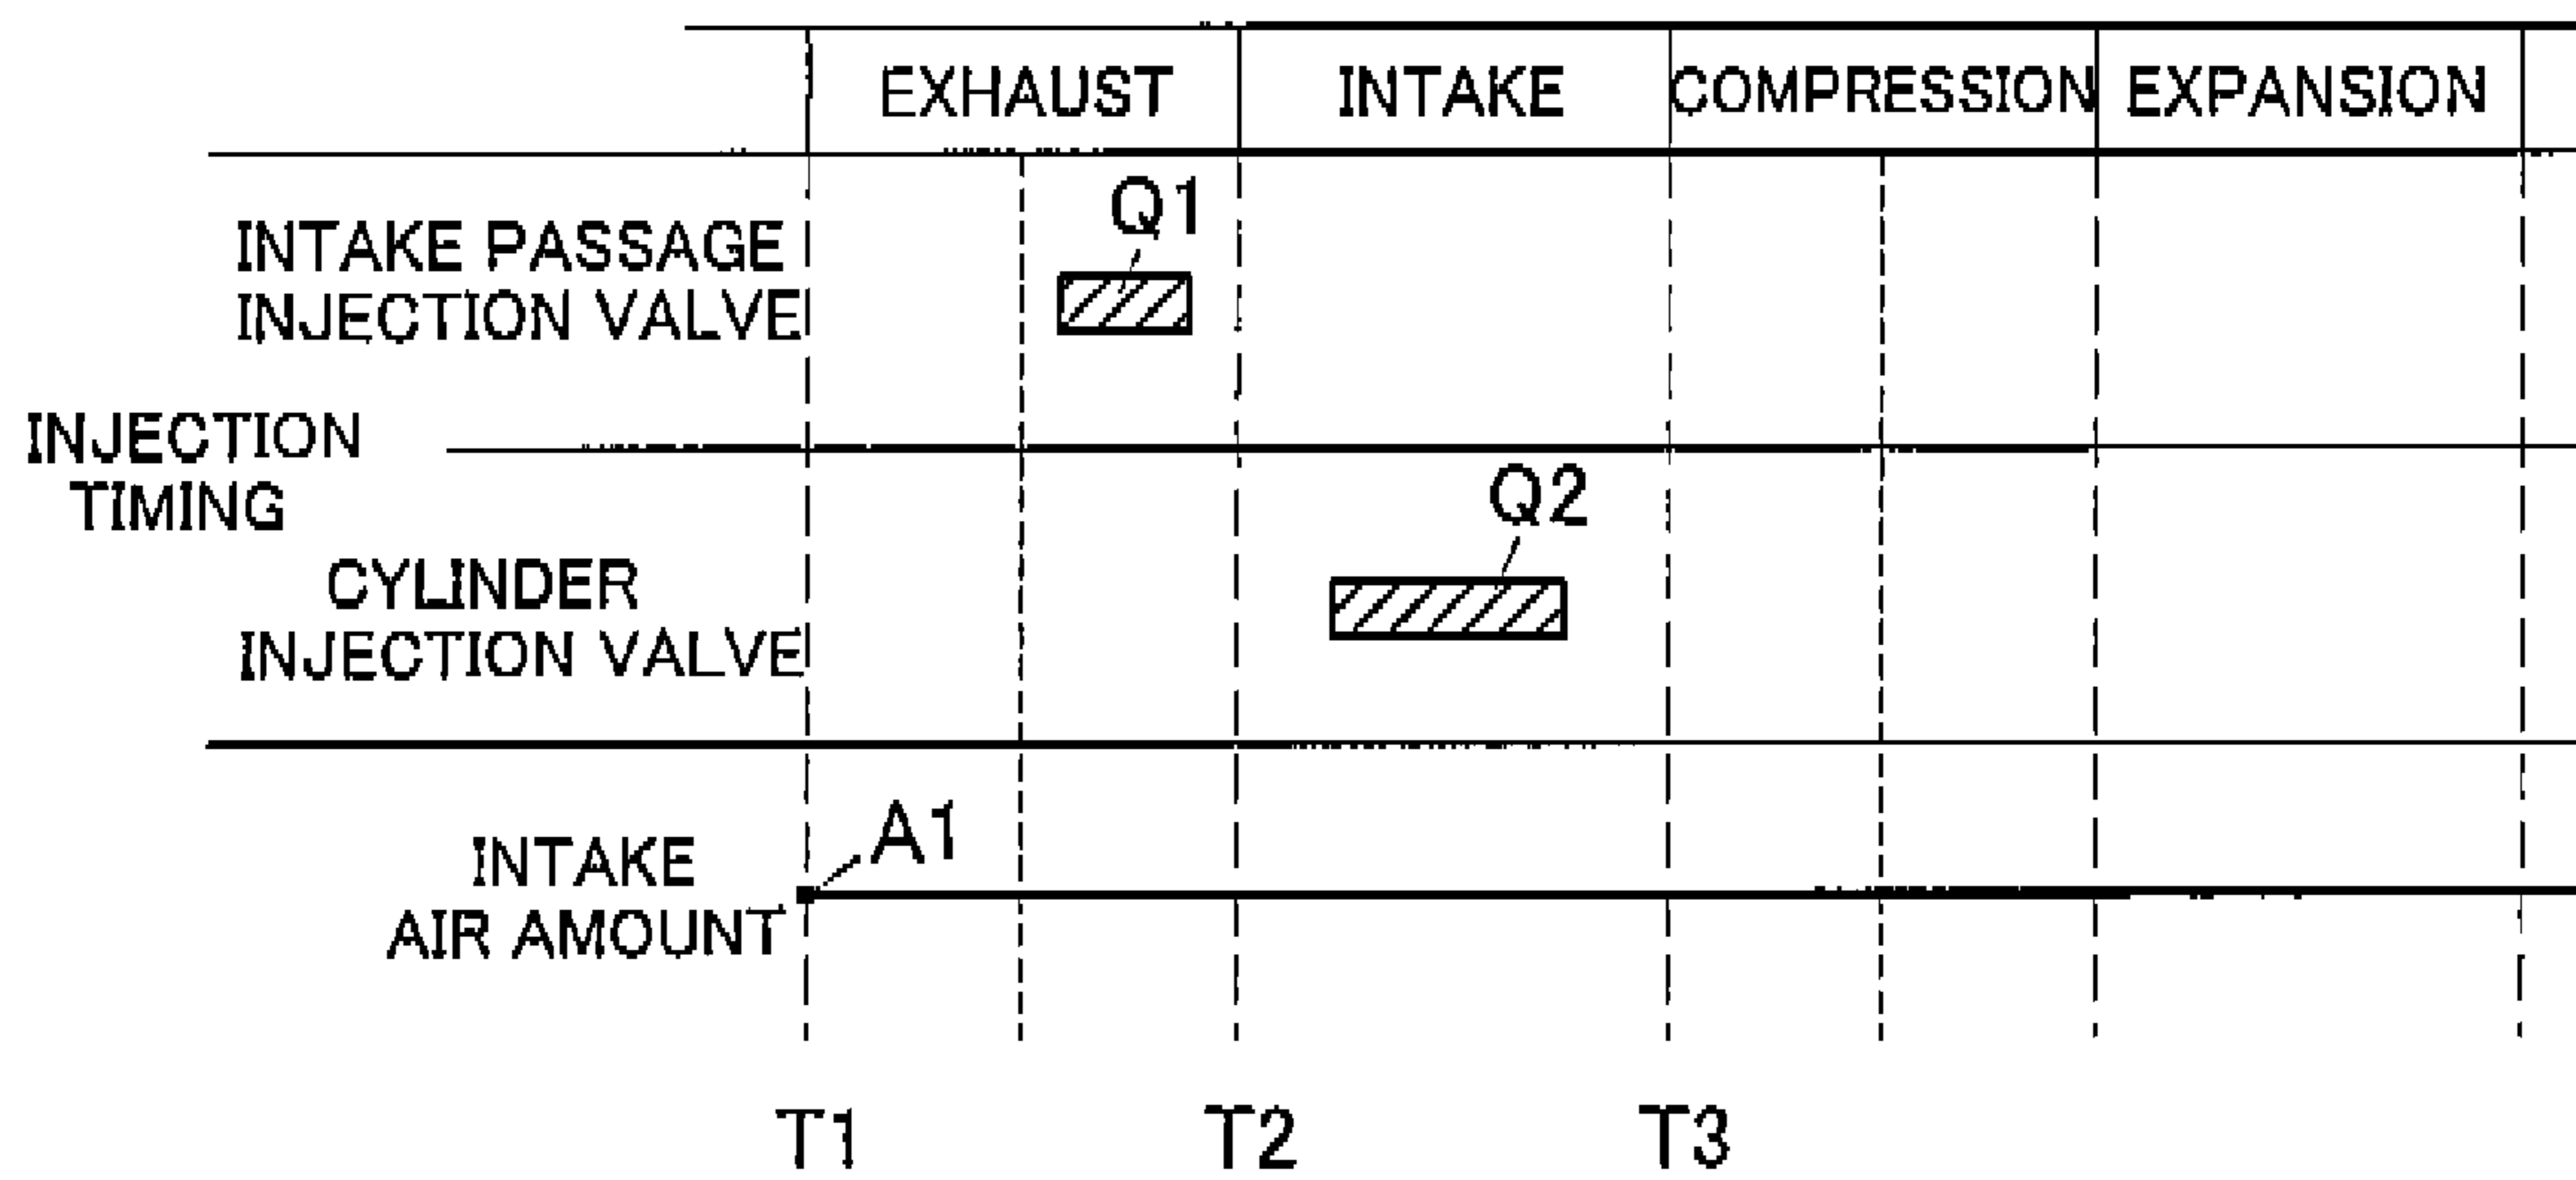 EXHAUST INTAKE COMPRESSION EXPANSION
Q1
INTAKE PASSAGE
INJECTION VALVE
INJECTION
TIMING
Q2
CYLINDER
INJECTION VALVE
A1
INTAKE
AIR AMOUNT
T1 T2 T3